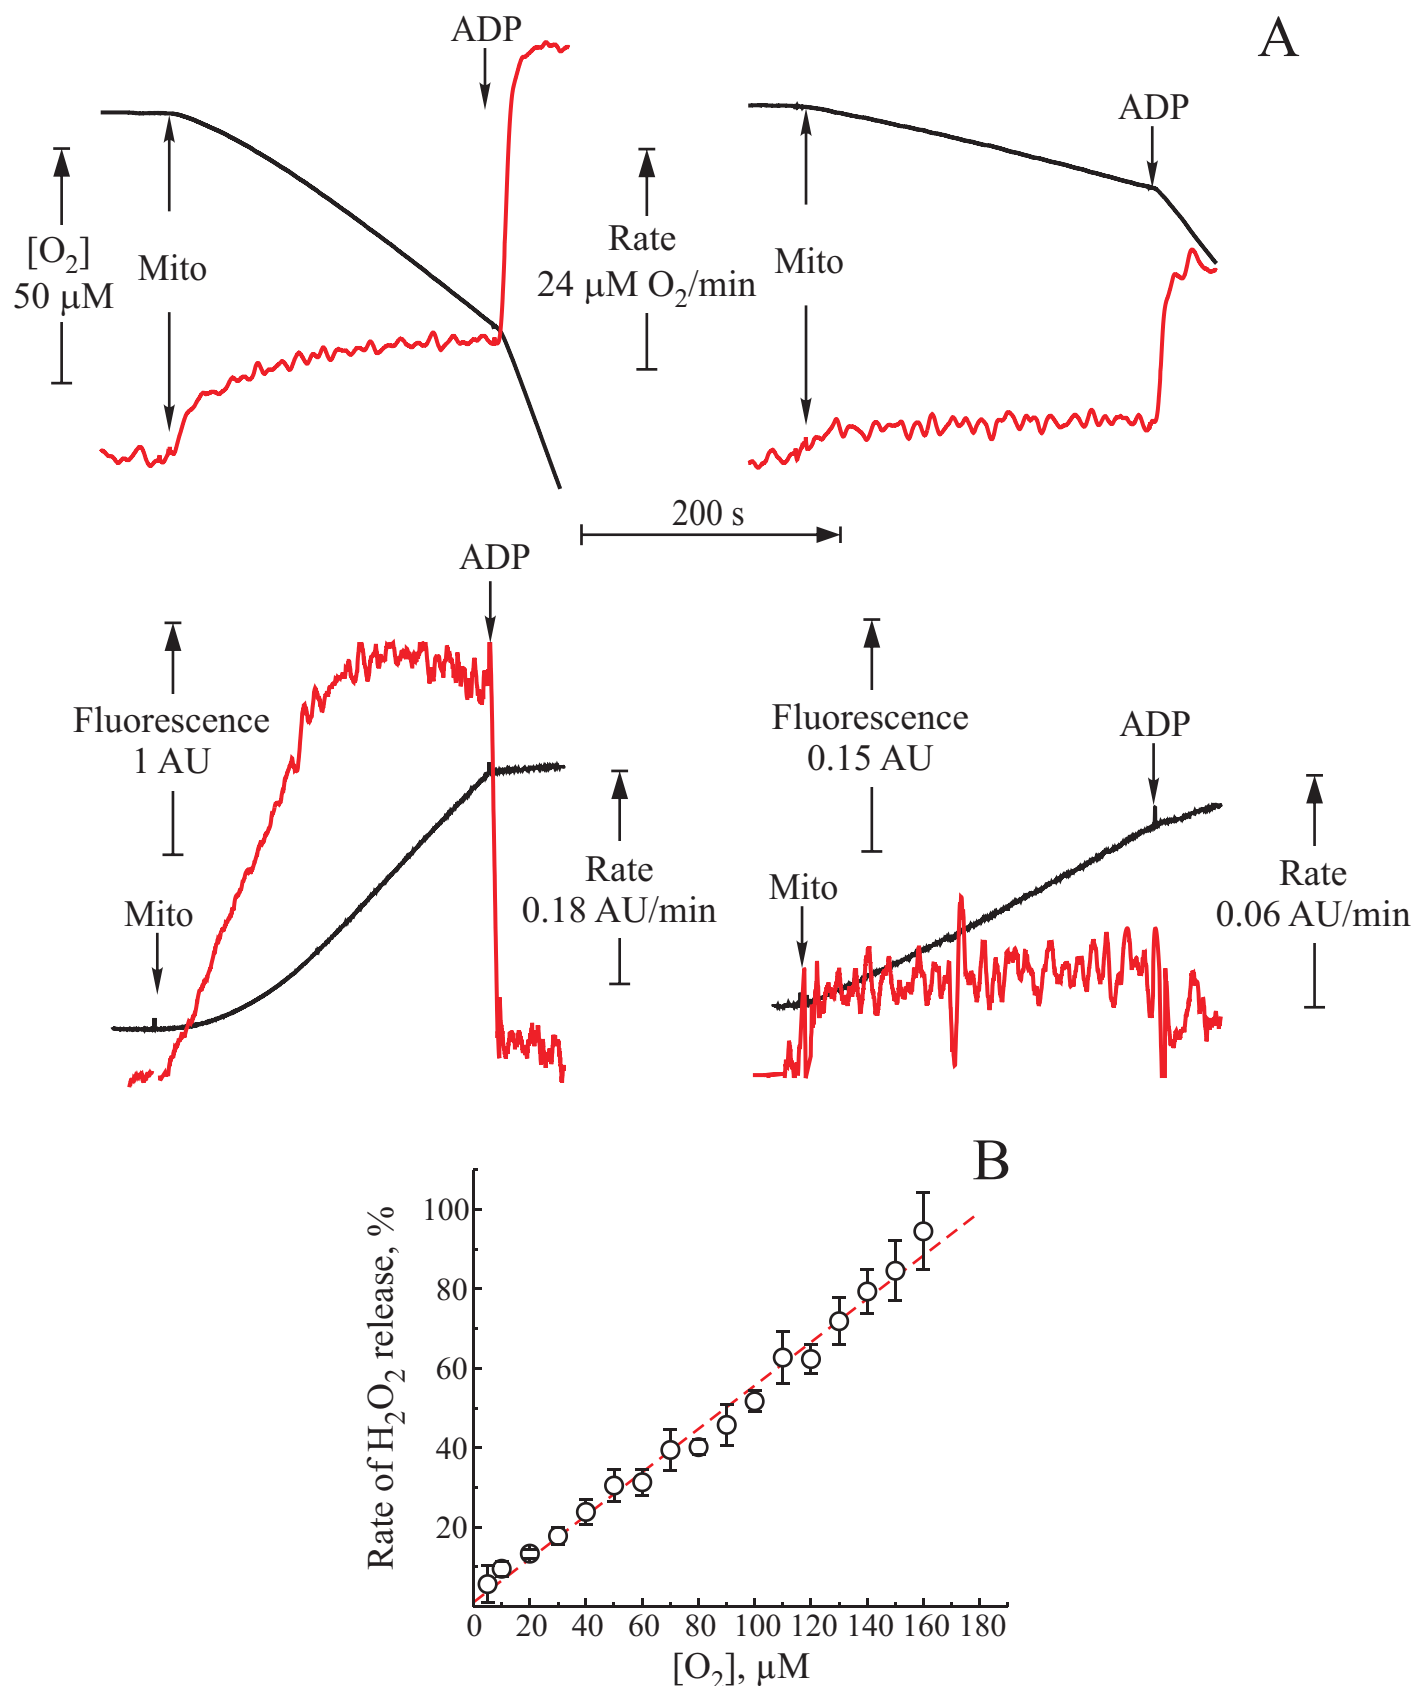 A
ADP
[O₂]
50 μM
Mito
Rate
24 μM O₂/min
Mito
ADP
200 s
ADP
Fluorescence
1 AU
Mito
Rate
0.18 AU/min
Fluorescence
0.15 AU
Mito
ADP
Rate
0.06 AU/min
B
Rate of H₂O₂ release, %
100
80
60
40
20
0 20 40 60 80 100 120 140 160 180
[O₂], μM